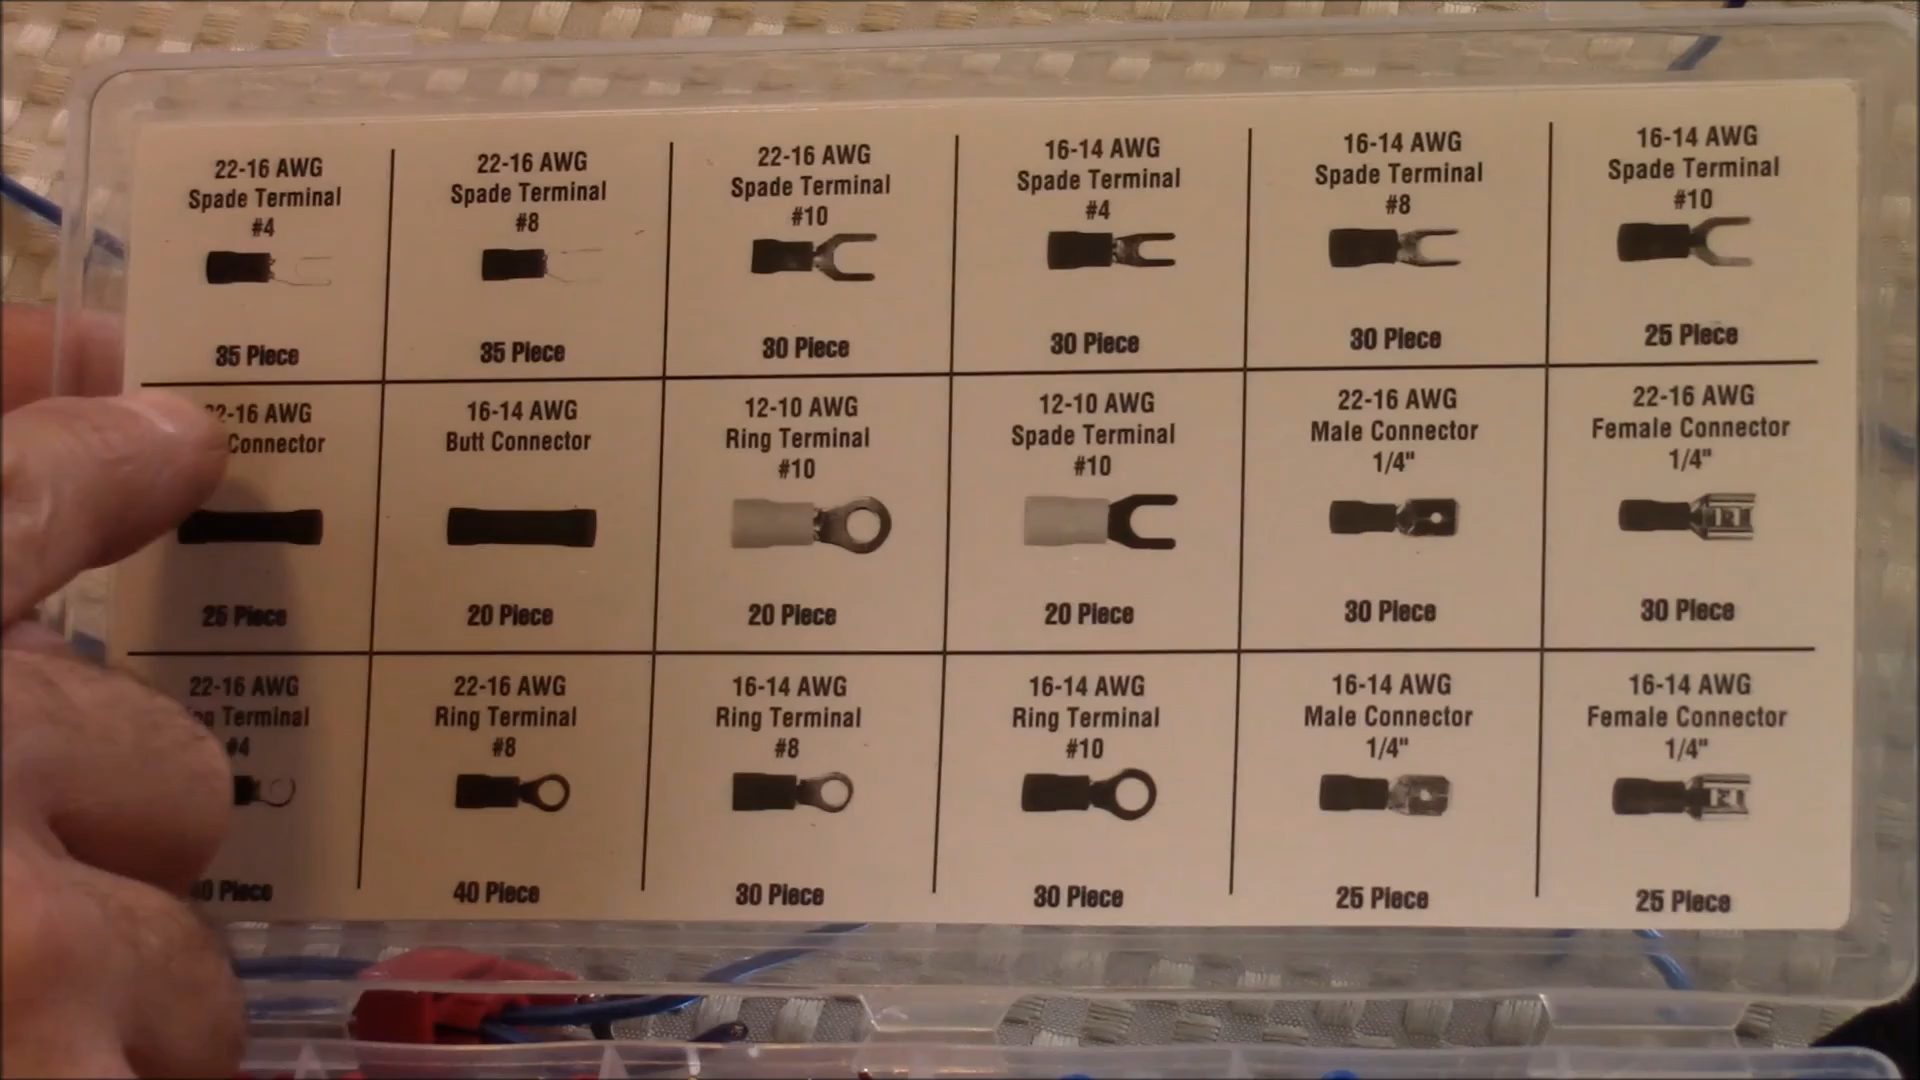 22-16 AWG
Spade Terminal
#4
35 Piece
22-16 AWG
Spade Terminal
#8
35 Piece
22-16 AWG
Spade Terminal
#10
30 Piece
16-14 AWG
Spade Terminal
#4
30 Piece
16-14 AWG
Spade Terminal
#8
30 Piece
16-14 AWG
Spade Terminal
#10
25 Piece
22-16 AWG
Connector
25 Piece
16-14 AWG
Butt Connector
20 Piece
12-10 AWG
Ring Terminal
#10
20 Piece
12-10 AWG
Spade Terminal
#10
20 Piece
22-16 AWG
Male Connector
1/4"
30 Piece
22-16 AWG
Female Connector
1/4"
30 Piece
22-16 AWG
Terminal
#4
40 Piece
22-16 AWG
Ring Terminal
#8
40 Piece
16-14 AWG
Ring Terminal
#8
30 Piece
16-14 AWG
Ring Terminal
#10
30 Piece
16-14 AWG
Male Connector
1/4"
25 Piece
16-14 AWG
Female Connector
1/4"
25 Piece